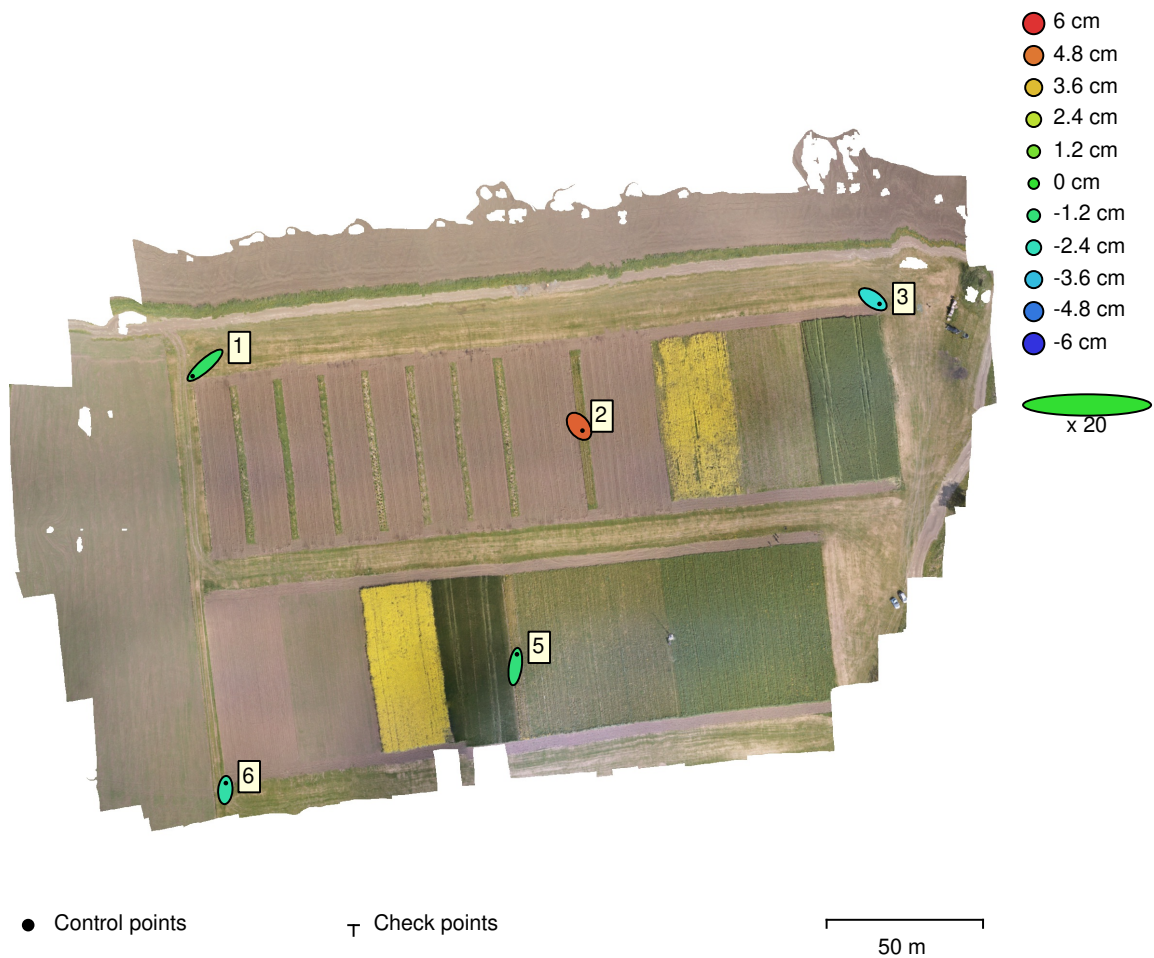 6 cm
4.8 cm
3.6 cm
2.4 cm
1.2 cm
0 cm
-1.2 cm
-2.4 cm
-3.6 cm
-4.8 cm
-6 cm
x 20
3
1
2
5
6
Control points
Check points
50 m